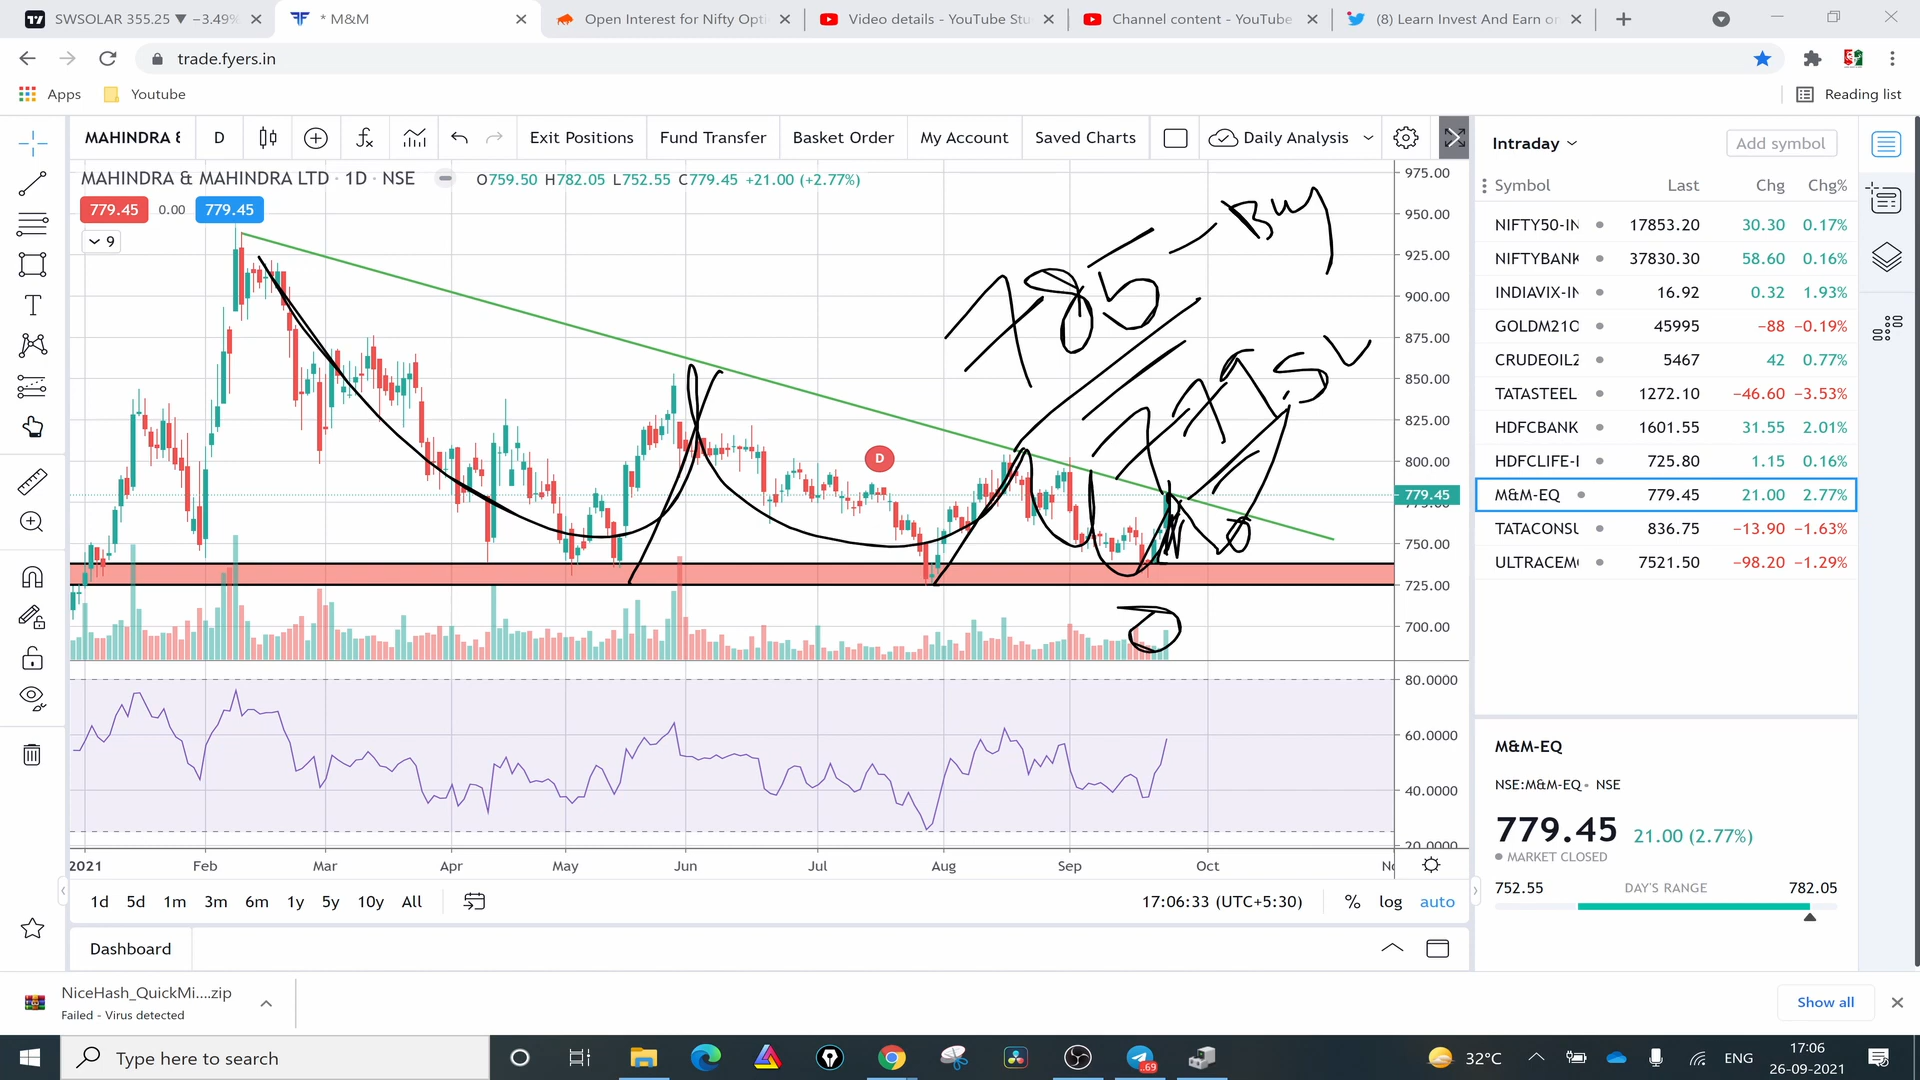 SWSOLAR 355.25 ▼ −3.49%
* M&M
Open Interest for Nifty Opti
Video details - YouTube Stu
Channel content - YouTube
(8) Learn Invest And Earn on
trade.fyers.in
Apps
Youtube
Reading list
MAHINDRA &
D
Exit Positions
Fund Transfer
Basket Order
My Account
Saved Charts
Daily Analysis
MAHINDRA & MAHINDRA LTD · 1D · NSE
O759.50 H782.05 L752.55 C779.45 +21.00 (+2.77%)
779.45
0.00
779.45
9
785 - Buy
D
975.00
950.00
925.00
900.00
875.00
850.00
825.00
800.00
779.45
775.00
750.00
725.00
700.00
80.0000
60.0000
40.0000
20.0000
2021
Feb
Mar
Apr
May
Jun
Jul
Aug
Sep
Oct
1d
5d
1m
3m
6m
1y
5y
10y
All
17:06:33 (UTC+5:30)
%
log
auto
Dashboard
Intraday
Add symbol
Symbol Last Chg Chg%
NIFTY50-IN 17853.20 30.30 0.17%
NIFTYBANK 37830.30 58.60 0.16%
INDIAVIX-IN 16.92 0.32 1.93%
GOLDM21O 45995 −88 −0.19%
CRUDEOIL2 5467 42 0.77%
TATASTEEL 1272.10 −46.60 −3.53%
HDFCBANK 1601.55 31.55 2.01%
HDFCLIFE-I 725.80 1.15 0.16%
M&M-EQ 779.45 21.00 2.77%
TATACONSU 836.75 −13.90 −1.63%
ULTRACEM 7521.50 −98.20 −1.29%
M&M-EQ
NSE:M&M-EQ · NSE
779.45 21.00 (2.77%)
MARKET CLOSED
752.55 DAY'S RANGE 782.05
NiceHash_QuickMi....zip
Failed - Virus detected
Show all
Type here to search
69
32°C
ENG
17:06
26-09-2021